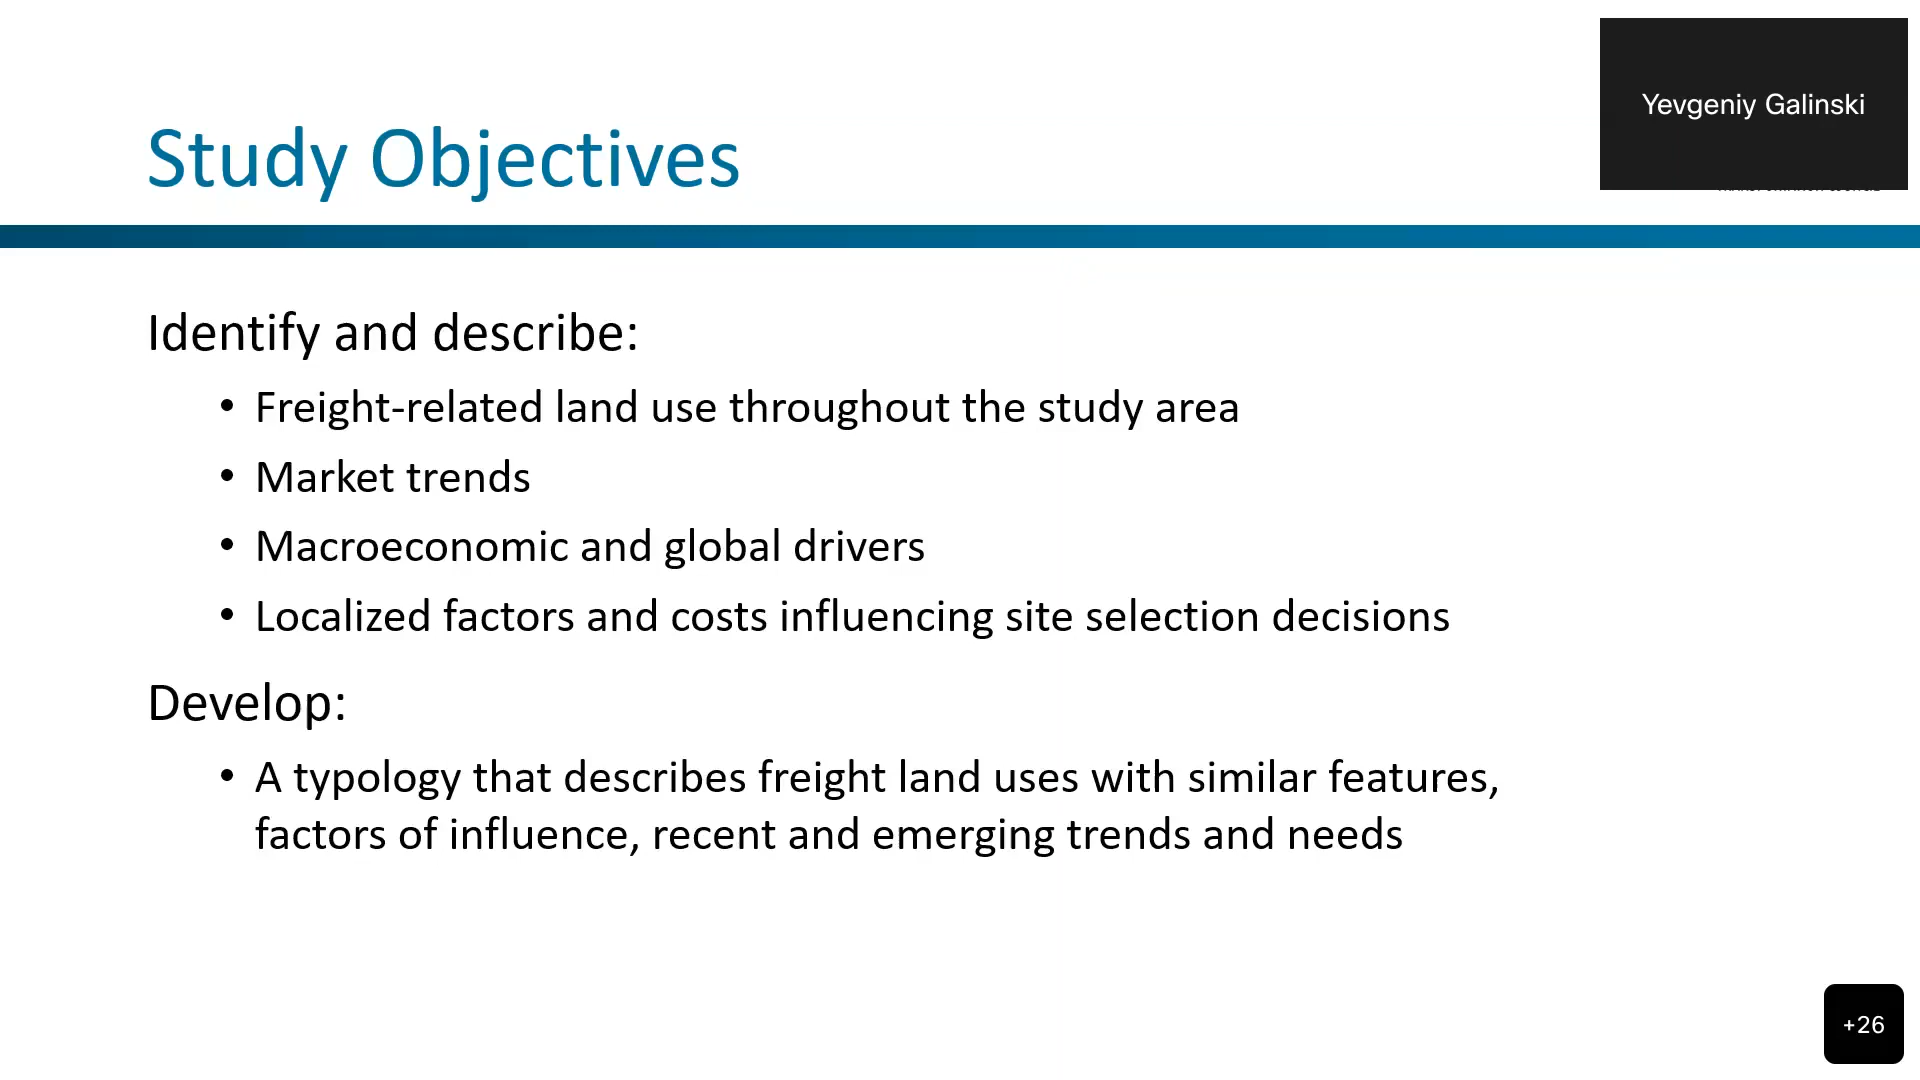 Yevgeniy Galinski
Study Objectives
Identify and describe:
• Freight-related land use throughout the study area
• Market trends
• Macroeconomic and global drivers
• Localized factors and costs influencing site selection decisions
Develop:
• A typology that describes freight land uses with similar features,
factors of influence, recent and emerging trends and needs
+26